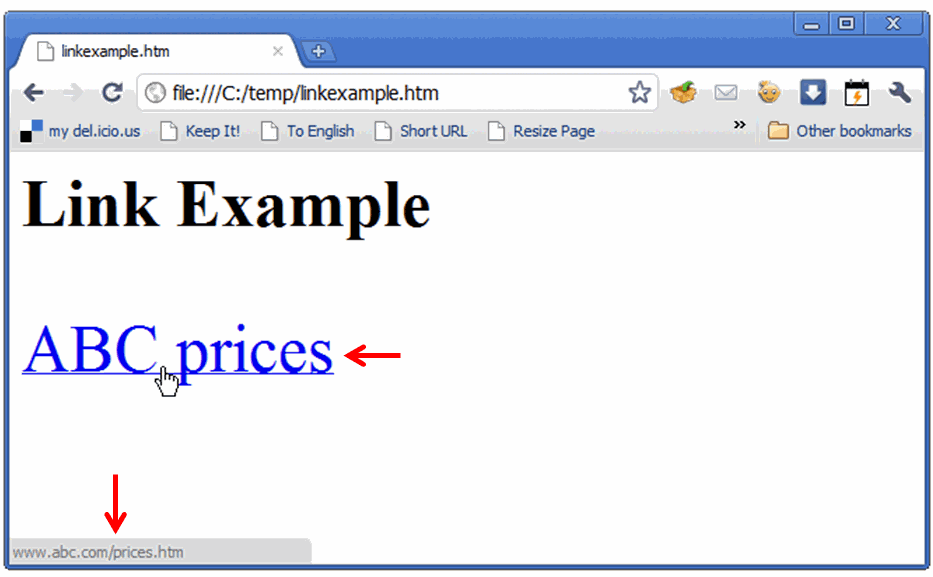 linkexample.htm
file:///C:/temp/linkexample.htm
my del.icio.us Keep It! To English Short URL Resize Page » Other bookmarks
Link Example
ABC prices
www.abc.com/prices.htm